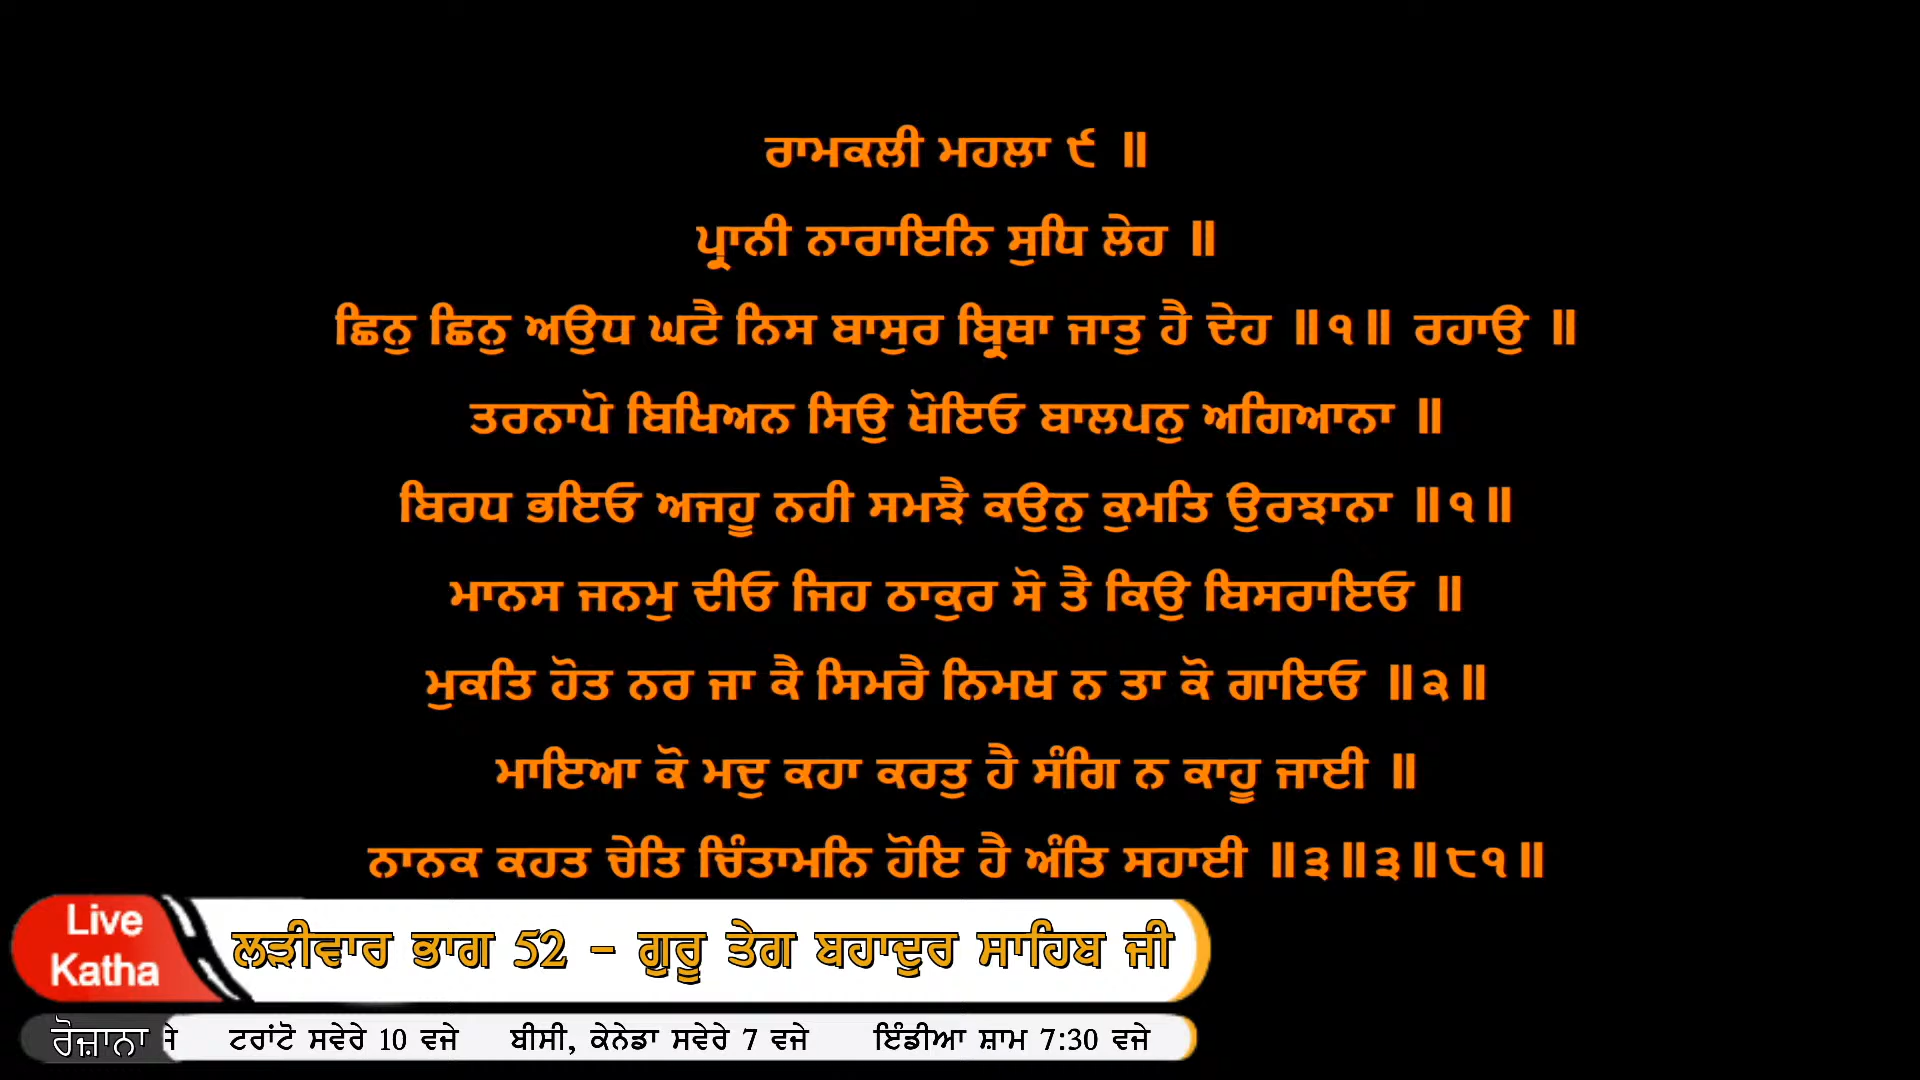 ਰਾਮਕਲੀ ਮਹਲਾ ੯ ॥
ਪ੍ਰਾਨੀ ਨਾਰਾਇਨਿ ਸੁਧਿ ਲੇਹ ॥
ਛਿਨੁ ਛਿਨੁ ਅਉਧ ਘਟੈ ਨਿਸ ਬਾਸੁਰ ਬ੍ਰਿਥਾ ਜਾਤੁ ਹੈ ਦੇਹ ॥੧॥ ਰਹਾਉ ॥
ਤਰਨਾਪੋ ਬਿਖਿਅਨ ਸਿਉ ਖੋਇਓ ਬਾਲਪਨੁ ਅਗਿਆਨਾ ॥
ਬਿਰਧ ਭਇਓ ਅਜਹੂ ਨਹੀ ਸਮਝੈ ਕਉਨੁ ਕੁਮਤਿ ਉਰਝਾਨਾ ॥੧॥
ਮਾਨਸ ਜਨਮੁ ਦੀਓ ਜਿਹ ਠਾਕੁਰ ਸੋ ਤੈ ਕਿਉ ਬਿਸਰਾਇਓ ॥
ਮੁਕਤਿ ਹੋਤ ਨਰ ਜਾ ਕੈ ਸਿਮਰੈ ਨਿਮਖ ਨ ਤਾ ਕੋ ਗਾਇਓ ॥੨॥
ਮਾਇਆ ਕੋ ਮਦੁ ਕਹਾ ਕਰਤੁ ਹੈ ਸੰਗਿ ਨ ਕਾਹੂ ਜਾਈ ॥
ਨਾਨਕ ਕਹਤ ਚੇਤਿ ਚਿੰਤਾਮਨਿ ਹੋਇ ਹੈ ਅੰਤਿ ਸਹਾਈ ॥੩॥੩॥੮੧॥
Live
Katha
ਲੜੀਵਾਰ ਭਾਗ 52 - ਗੁਰੂ ਤੇਗ ਬਹਾਦੁਰ ਸਾਹਿਬ ਜੀ
ਰੋਜ਼ਾਨਾ ਟਰਾਂਟੋ ਸਵੇਰੇ 10 ਵਜੇ ਬੀਸੀ, ਕੇਨੇਡਾ ਸਵੇਰੇ 7 ਵਜੇ ਇੰਡੀਆ ਸ਼ਾਮ 7:30 ਵਜੇ